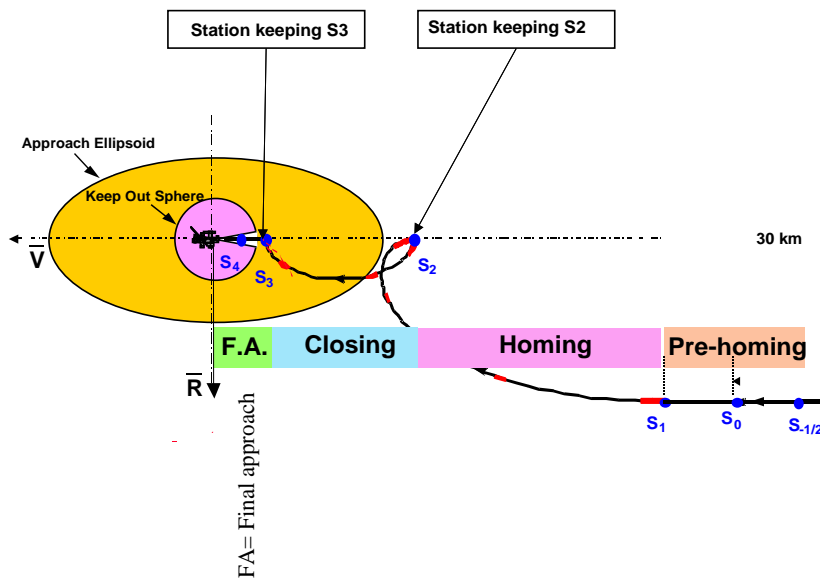 Station keeping S3
Station keeping S2
Approach Ellipsoid
Keep Out Sphere
V
S4
S3
S2
30 km
F.A.
Closing
Homing
Pre-homing
R
S1
S0
S-1/2
FA= Final approach